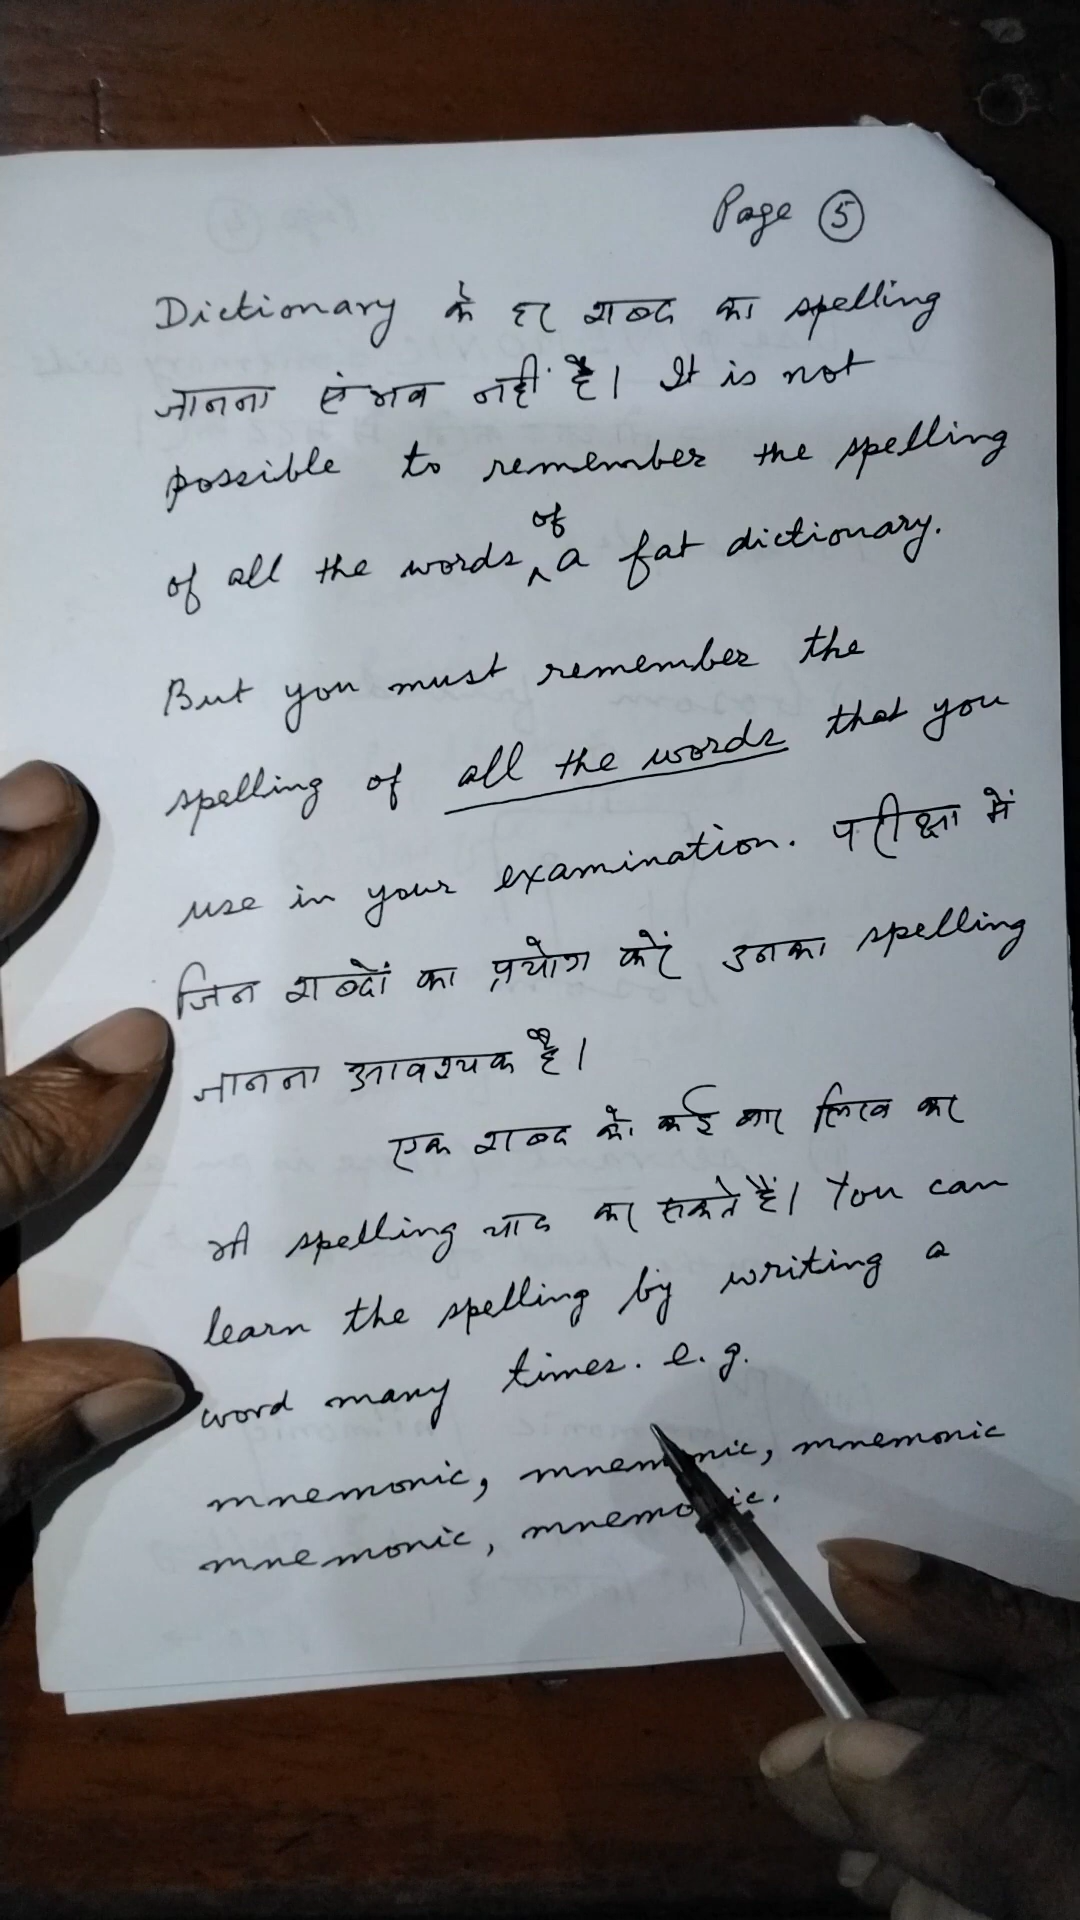 Page 5
Dictionary के हर शब्द का spelling
जानना संभव नहीं है। It is not
possible to remember the spelling
of all the words of a fat dictionary.
But you must remember the
spelling of all the words that you
use in your examination. परीक्षा में
जिन शब्दों का प्रयोग करें उनका spelling
जानना आवश्यक है।
एक शब्द को कई बार लिख कर
भी spelling याद कर सकते हैं। You can
learn the spelling by writing a
word many times. e.g.
mnemonic, mnemonic, mnemonic
mnemonic, mnemonic.